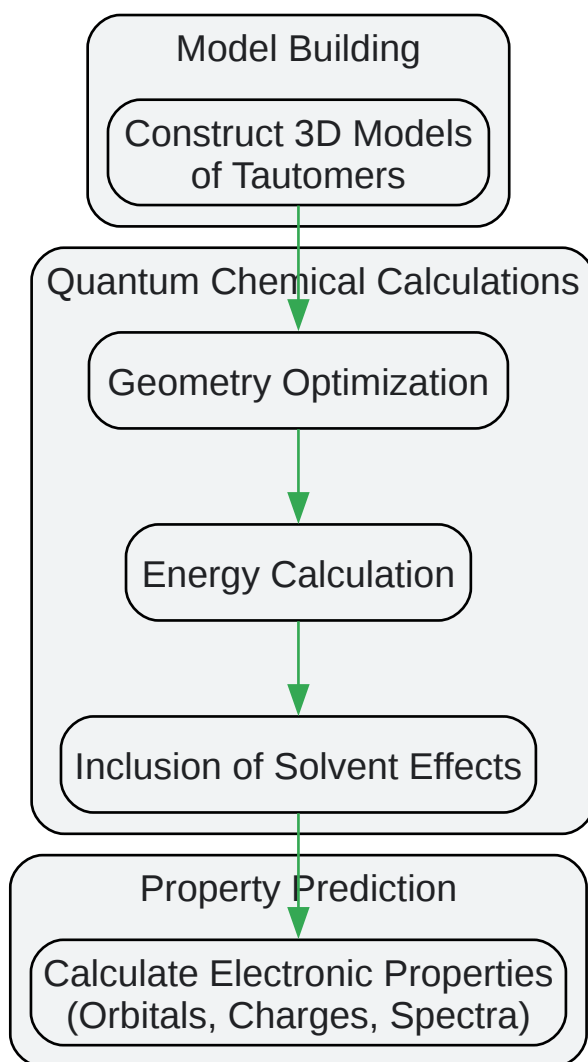 Model Building
Construct 3D Models
of Tautomers
Quantum Chemical Calculations
Geometry Optimization
Energy Calculation
Inclusion of Solvent Effects
Property Prediction
Calculate Electronic Properties
(Orbitals, Charges, Spectra)